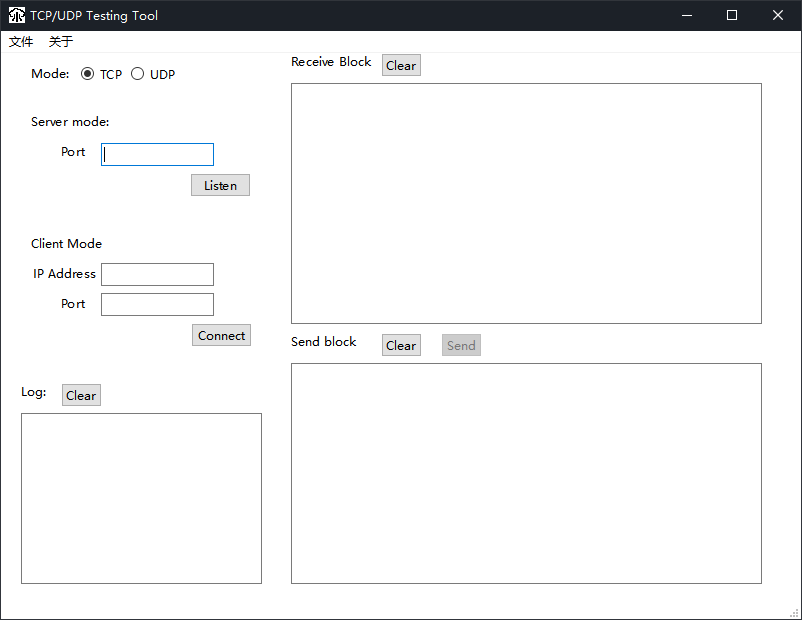 TCP/UDP Testing Tool
文件 关于
Mode: TCP UDP
Server mode:
Port
Listen
Client Mode
IP Address
Port
Connect
Log: Clear
Receive Block Clear
Send block Clear Send